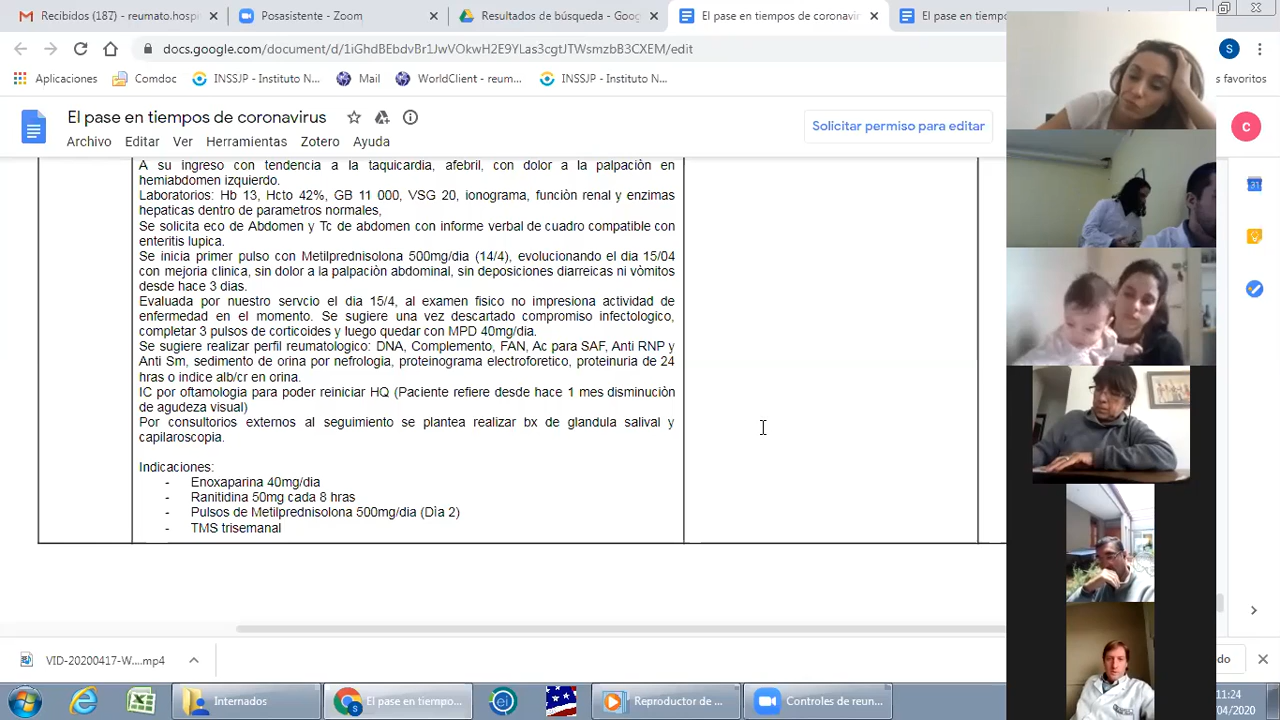 Recibidos (187) - reumato.hosp
Posasistente - Zoom
Resultados de búsqueda - Goog
El pase en tiempos de coronavir
El pase en tiempos
docs.google.com/document/d/1iGhdBEbdvBr1JwVOkwH2E9YLas3cgtJTWsmzbB3CXEM/edit
S
Aplicaciones
Comdoc
INSSJP - Instituto N...
Mail
WorldClient - reum...
INSSJP - Instituto N...
s favoritos
El pase en tiempos de coronavirus
Solicitar permiso para editar
C
Archivo Editar Ver Herramientas Zotero Ayuda
A su ingreso con tendencia a la taquicardia, afebril, con dolor a la palpaciòn en
hemiabdomen izquierdo.
Laboratorios: Hb 13, Hcto 42%, GB 11 000, VSG 20, ionograma, funciòn renal y enzimas
hepaticas dentro de parametros normales,
Se solicita eco de Abdomen y Tc de abdomen con informe verbal de cuadro compatible con
enteritis lupica.
Se inicia primer pulso con Metilprednisolona 500mg/dia (14/4), evolucionando el dia 15/04
con mejoria clinica, sin dolor a la palpaciòn abdominal, sin deposiciones diarreicas ni vòmitos
desde hace 3 dias.
Evaluada por nuestro servcio el dia 15/4, al examen fisico no impresiona actividad de
enfermedad en el momento. Se sugiere una vez descartado compromiso infectologico,
completar 3 pulsos de corticoides y luego quedar con MPD 40mg/dia.
Se sugiere realizar perfil reumatologico: DNA, Complemento, FAN, Ac para SAF, Anti RNP y
Anti Sm, sedimento de orina por nefrologia, proteinograma electroforetico, proteinuria de 24
hras o indice alb/cr en orina.
IC por oftamologia para poder reiniciar HQ (Paciente refiere desde hace 1 mes disminuciòn
de agudeza visual)
Por consultorios externos al seguimiento se plantea realizar bx de glandula salival y
capilaroscopia.
Indicaciones:
- Enoxaparina 40mg/dia
- Ranitidina 50mg cada 8 hras
- Pulsos de Metilprednisolona 500mg/dia (Dìa 2)
- TMS trisemanal
31
VID-20200417-W....mp4
do
Internados
El pase en tiempo...
Reproductor de ...
Controles de reun...
11:24
/04/2020